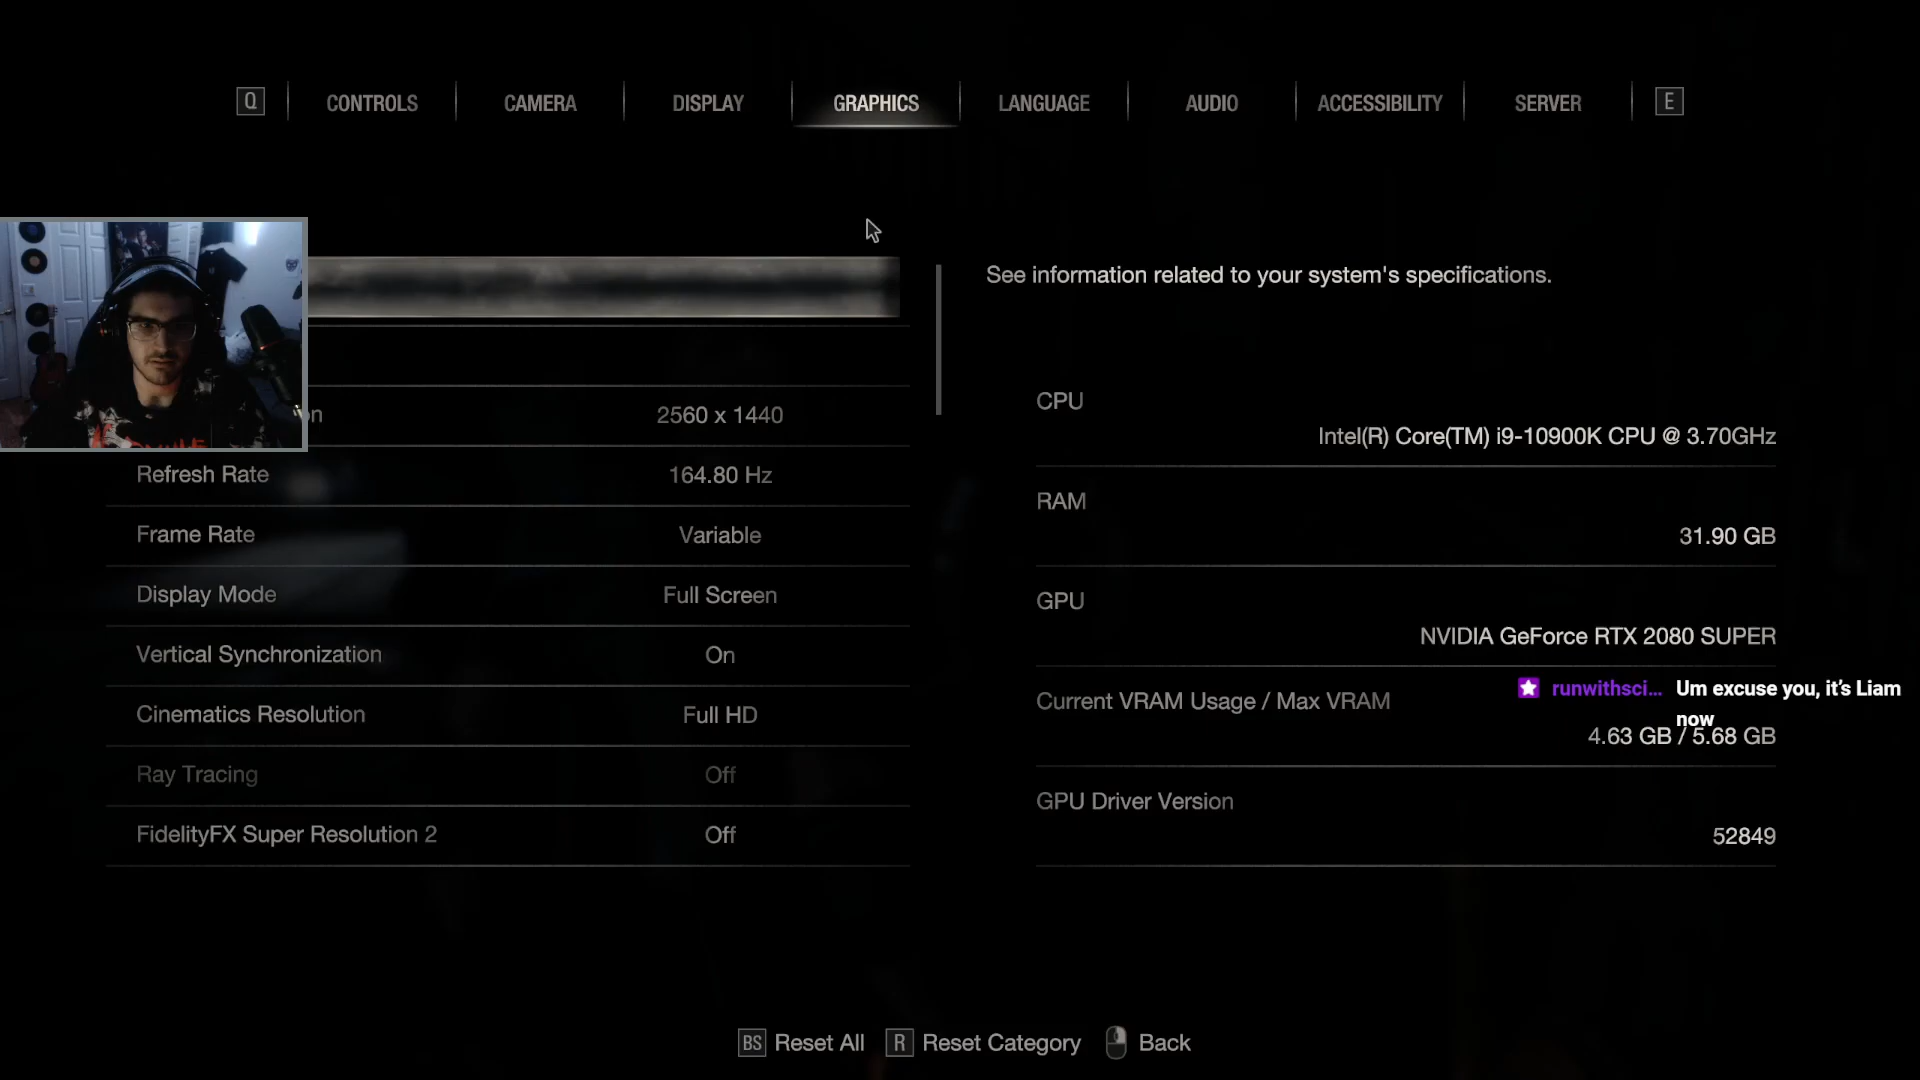 Q CONTROLS CAMERA DISPLAY GRAPHICS LANGUAGE AUDIO ACCESSIBILITY SERVER E
See information related to your system's specifications.
2560 x 1440
Refresh Rate 164.80 Hz
Frame Rate Variable
Display Mode Full Screen
Vertical Synchronization On
Cinematics Resolution Full HD
Ray Tracing Off
FidelityFX Super Resolution 2 Off
CPU
Intel(R) Core(TM) i9-10900K CPU @ 3.70GHz
RAM
31.90 GB
GPU
NVIDIA GeForce RTX 2080 SUPER
runwithsci... Um excuse you, it's Liam
now
Current VRAM Usage / Max VRAM
4.63 GB / 5.68 GB
GPU Driver Version
52849
BS Reset All R Reset Category Back